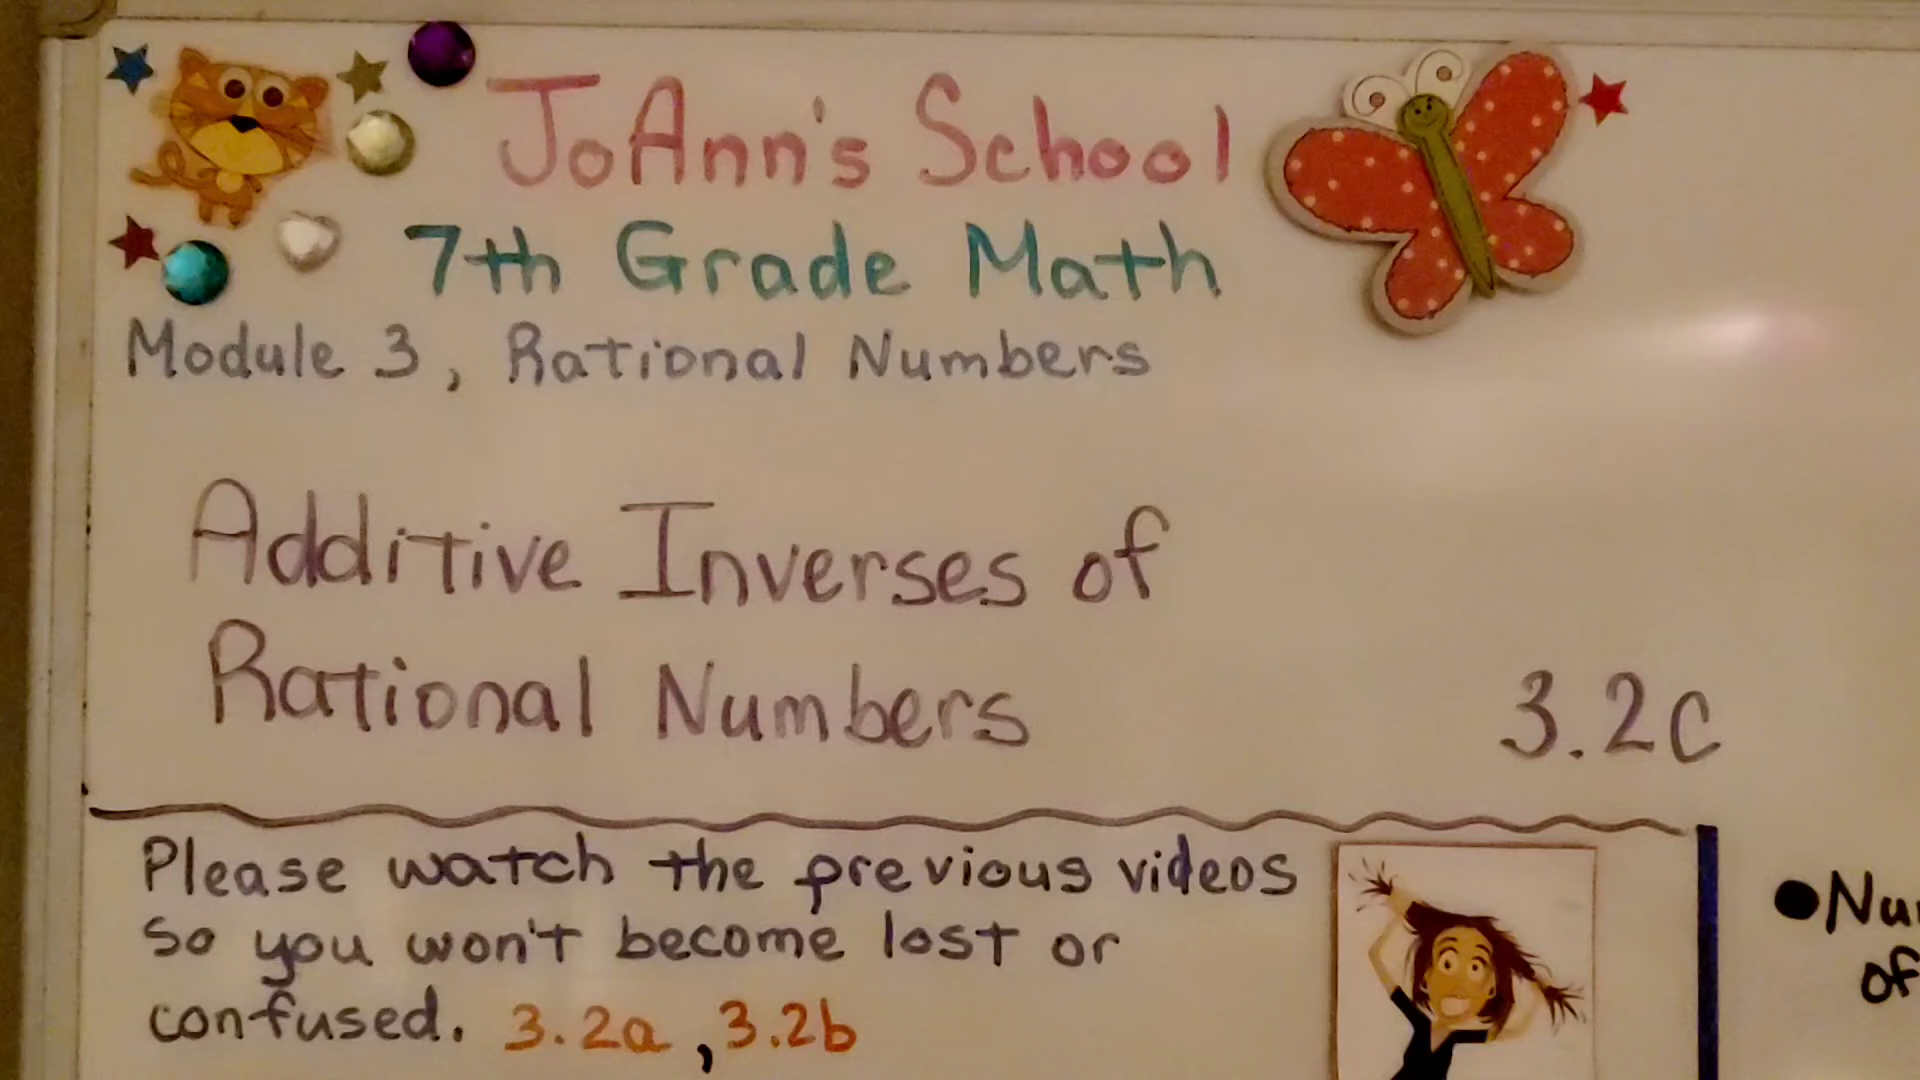 JoAnn's School
7th Grade Math
Module 3, Rational Numbers
Additive Inverses of
Rational Numbers
3.2c
Please watch the previous videos
so you won't become lost or
confused. 3.2a, 3.2b
of